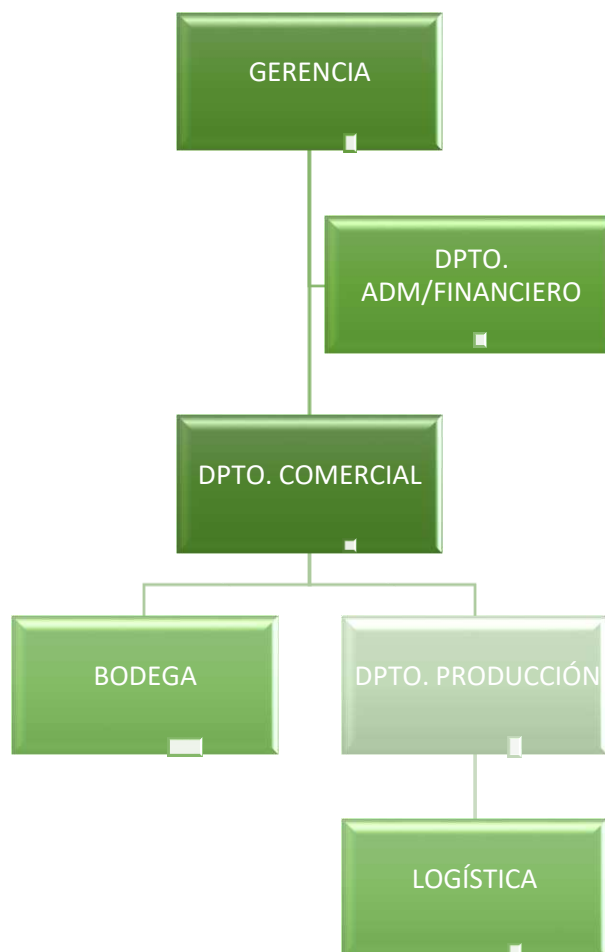 GERENCIA
DPTO.
ADM/FINANCIERO
DPTO. COMERCIAL
BODEGA
DPTO. PRODUCCIÓN
LOGÍSTICA